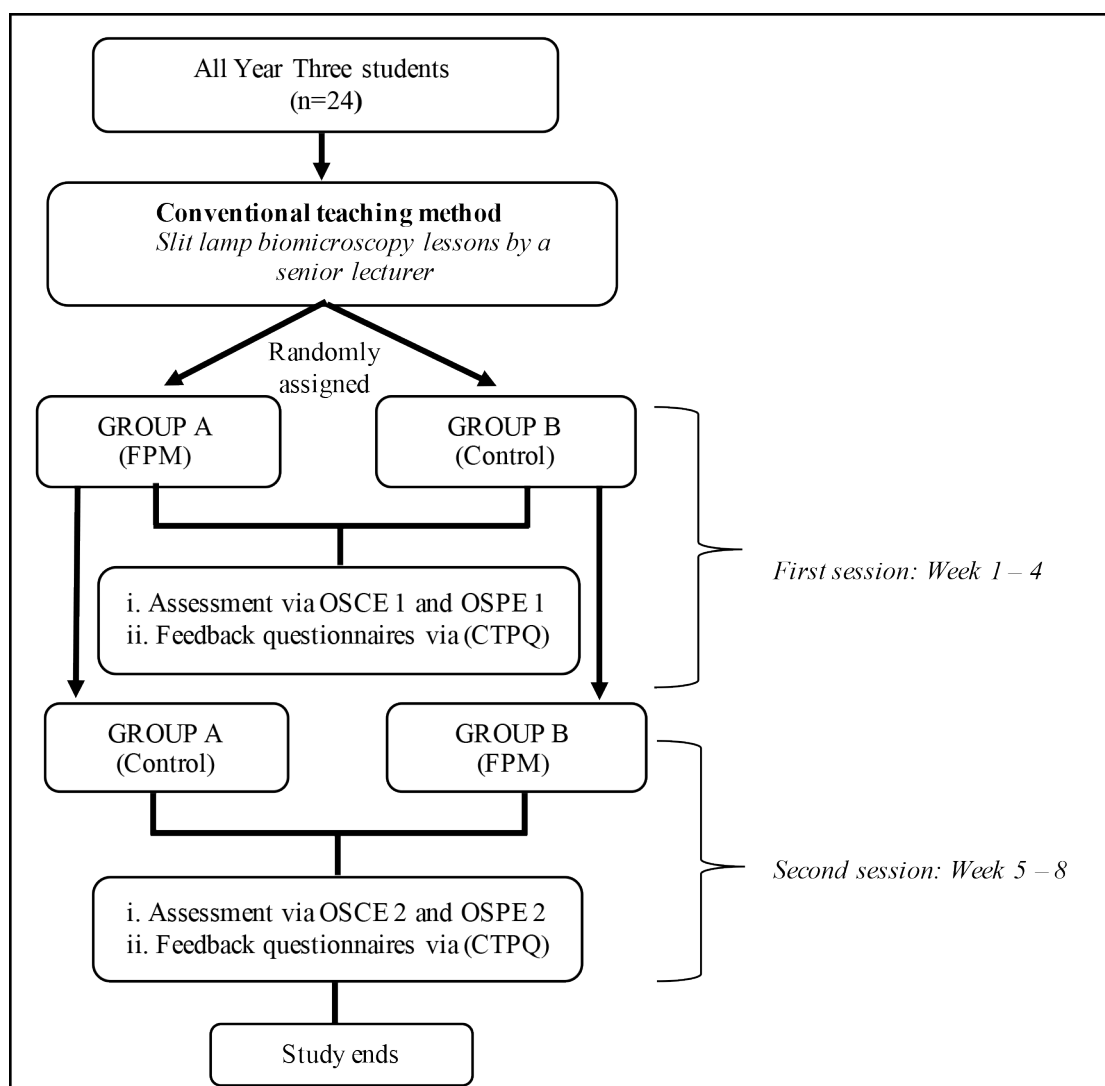 All Year Three students
(n=24)
Conventional teaching method
Slit lamp biomicroscopy lessons by a
senior lecturer
Randomly
assigned
GROUP A
(FPM)
GROUP B
(Control)
First session: Week 1 – 4
i. Assessment via OSCE 1 and OSPE 1
ii. Feedback questionnaires via (CTPQ)
GROUP A
(Control)
GROUP B
(FPM)
Second session: Week 5 – 8
i. Assessment via OSCE 2 and OSPE 2
ii. Feedback questionnaires via (CTPQ)
Study ends